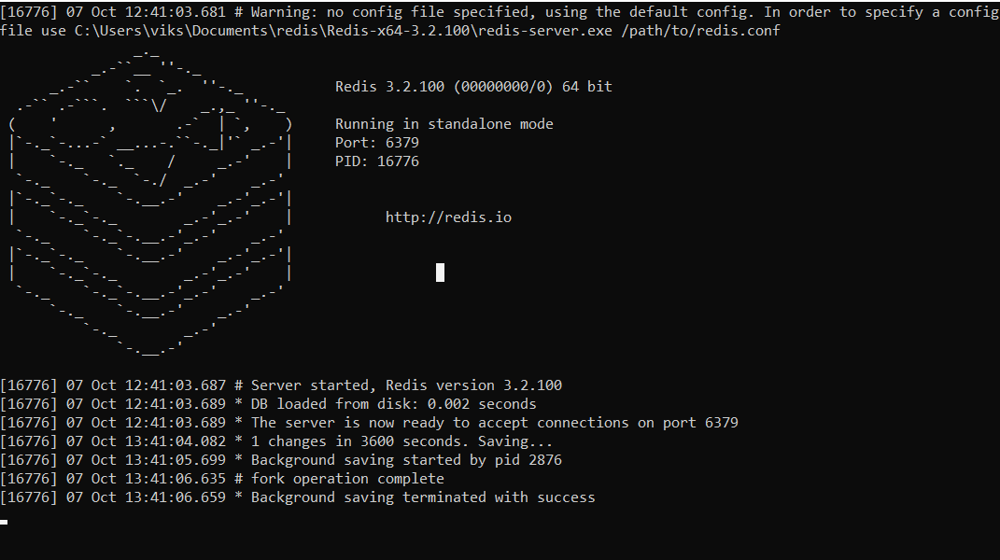 [16776] 07 Oct 12:41:03.681 # Warning: no config file specified, using the default config. In order to specify a config
file use C:\Users\viks\Documents\redis\Redis-x64-3.2.100\redis-server.exe /path/to/redis.conf
Redis 3.2.100 (00000000/0) 64 bit
Running in standalone mode
Port: 6379
PID: 16776
http://redis.io
[16776] 07 Oct 12:41:03.687 # Server started, Redis version 3.2.100
[16776] 07 Oct 12:41:03.689 * DB loaded from disk: 0.002 seconds
[16776] 07 Oct 12:41:03.689 * The server is now ready to accept connections on port 6379
[16776] 07 Oct 13:41:04.082 * 1 changes in 3600 seconds. Saving...
[16776] 07 Oct 13:41:05.699 * Background saving started by pid 2876
[16776] 07 Oct 13:41:06.635 # fork operation complete
[16776] 07 Oct 13:41:06.659 * Background saving terminated with success